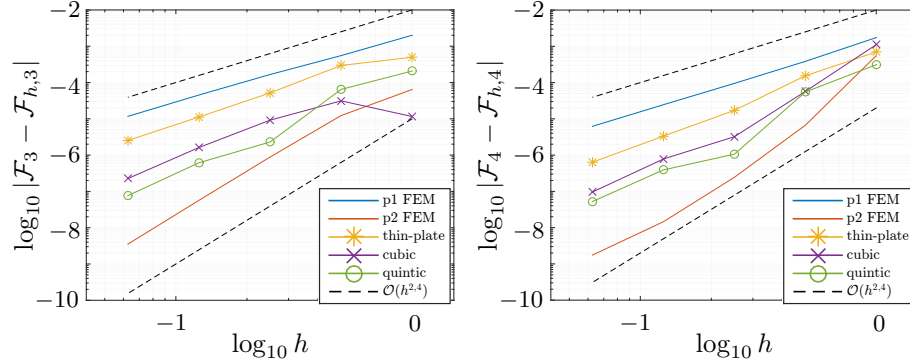 log₁₀ |ℱ₃ − ℱₕ,₃|
−2
−4
−6
−8
−10
−1
0
log₁₀ h
p1 FEM
p2 FEM
thin-plate
cubic
quintic
𝒪(h²,⁴)
log₁₀ |ℱ₄ − ℱₕ,₄|
−2
−4
−6
−8
−10
−1
0
log₁₀ h
p1 FEM
p2 FEM
thin-plate
cubic
quintic
𝒪(h²,⁴)